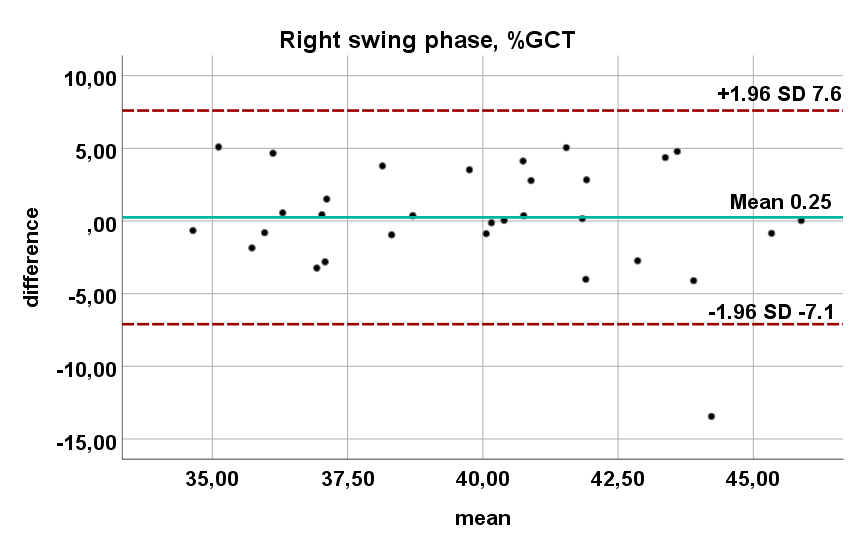 Right swing phase, %GCT
10,00
+1.96 SD 7.6
5,00
Mean 0.25
,00
difference
-5,00
-1.96 SD -7.1
-10,00
-15,00
35,00 37,50 40,00 42,50 45,00
mean